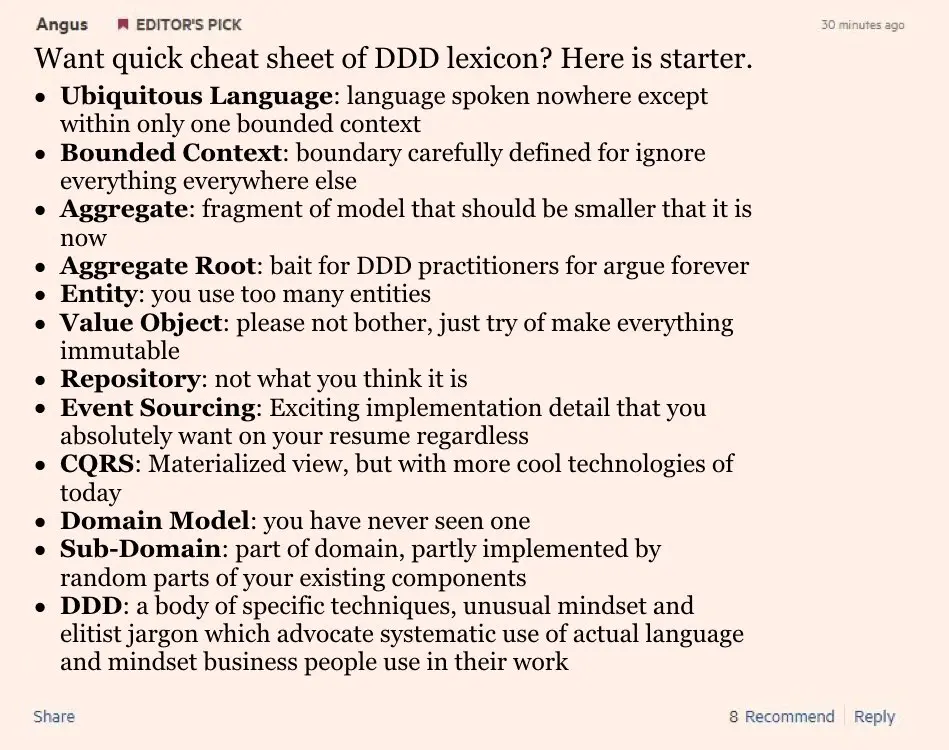 Angus EDITOR'S PICK 30 minutes ago
Want quick cheat sheet of DDD lexicon? Here is starter.
• Ubiquitous Language: language spoken nowhere except
within only one bounded context
• Bounded Context: boundary carefully defined for ignore
everything everywhere else
• Aggregate: fragment of model that should be smaller that it is
now
• Aggregate Root: bait for DDD practitioners for argue forever
• Entity: you use too many entities
• Value Object: please not bother, just try of make everything
immutable
• Repository: not what you think it is
• Event Sourcing: Exciting implementation detail that you
absolutely want on your resume regardless
• CQRS: Materialized view, but with more cool technologies of
today
• Domain Model: you have never seen one
• Sub-Domain: part of domain, partly implemented by
random parts of your existing components
• DDD: a body of specific techniques, unusual mindset and
elitist jargon which advocate systematic use of actual language
and mindset business people use in their work
Share 8 Recommend Reply